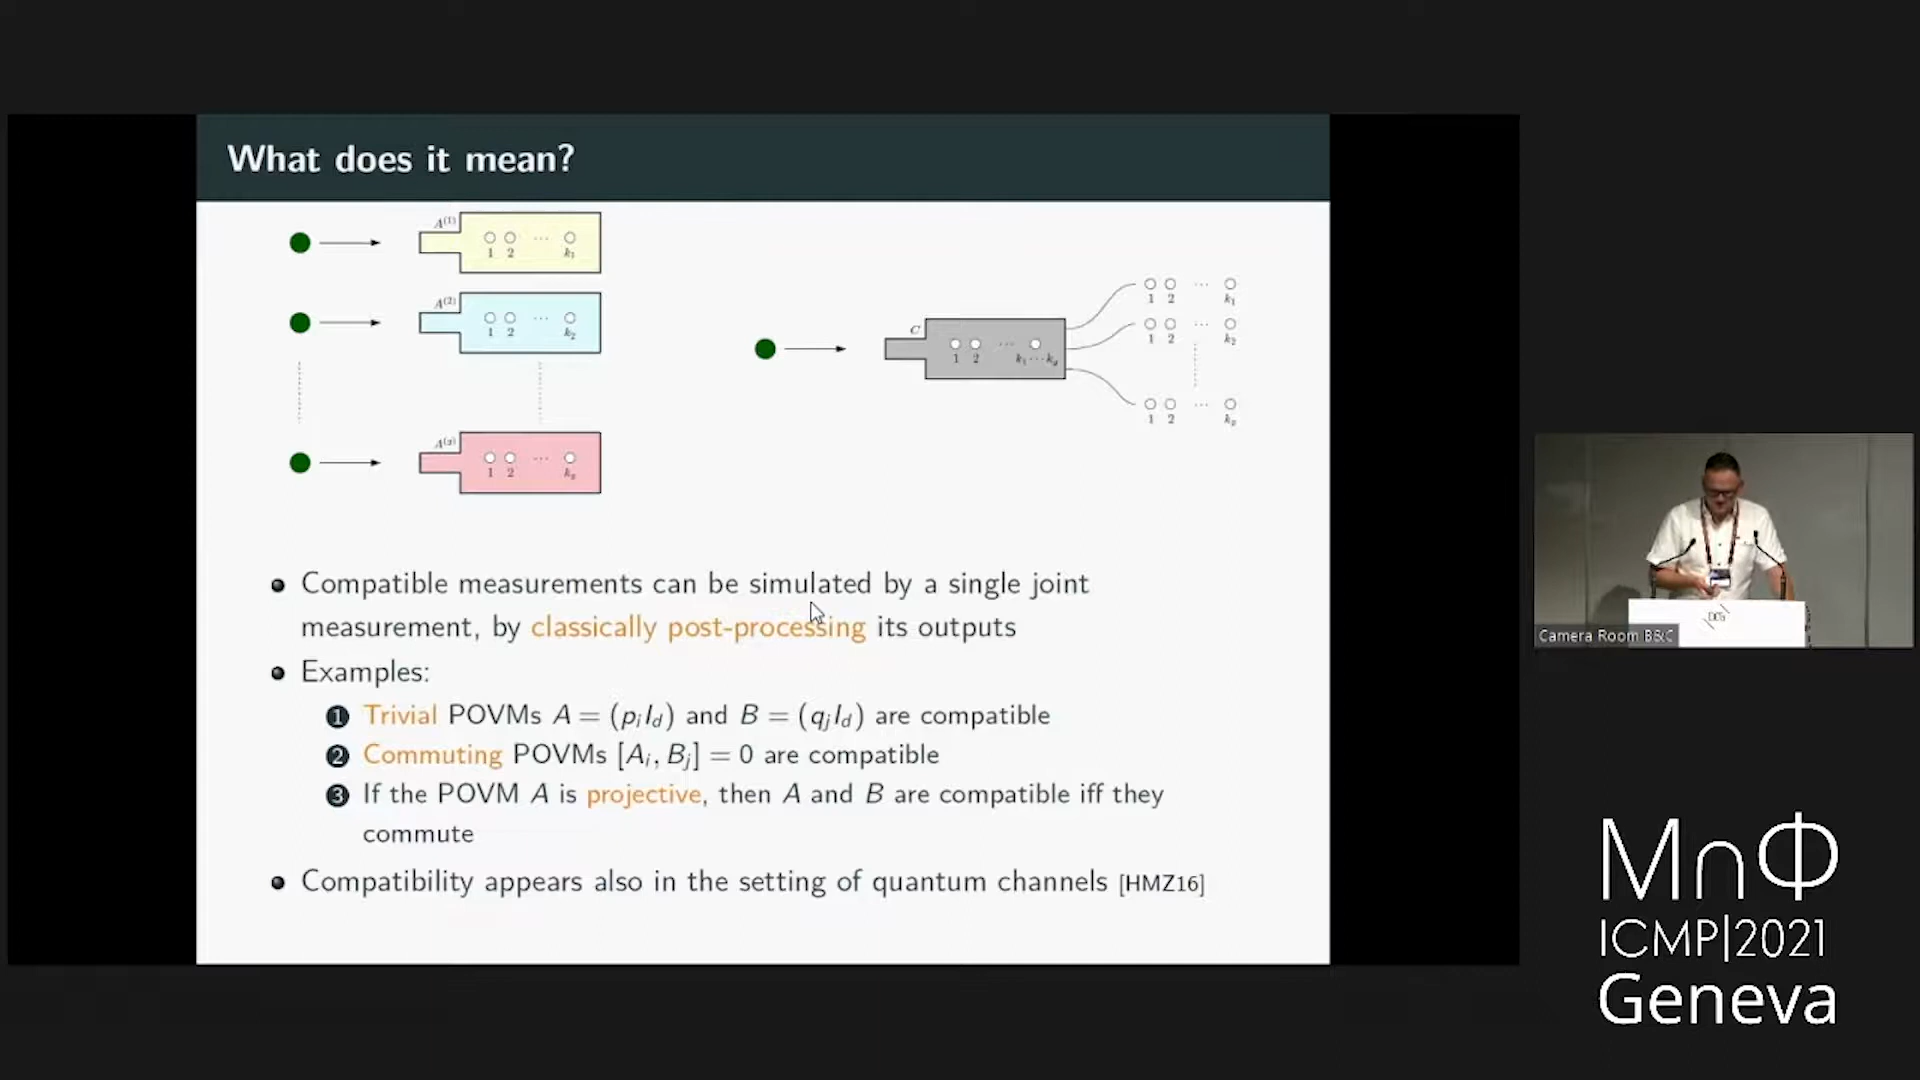 What does it mean?
A(1)
1 2 ... k1
A(2)
1 2 ... k2
A(g)
1 2 ... kg
C
1 2 ... k1...kg
1 2 ... k1
1 2 ... k2
1 2 ... kg
Compatible measurements can be simulated by a single joint
measurement, by classically post-processing its outputs
Examples:
1 Trivial POVMs A = (piId) and B = (qjId) are compatible
2 Commuting POVMs [Ai, Bj] = 0 are compatible
3 If the POVM A is projective, then A and B are compatible iff they
commute
Compatibility appears also in the setting of quantum channels [HMZ16]
Camera Room B&C
M∩Φ
ICMP|2021
Geneva